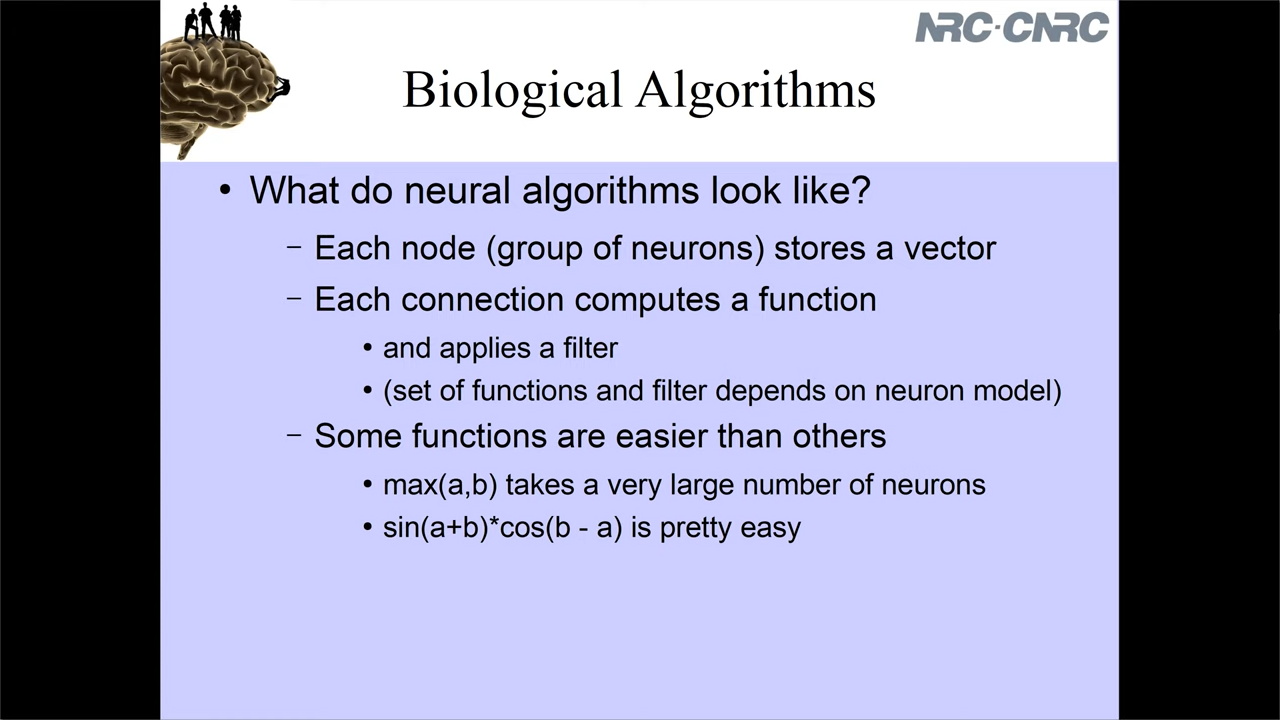 NRC·CNRC
Biological Algorithms
• What do neural algorithms look like?
– Each node (group of neurons) stores a vector
– Each connection computes a function
• and applies a filter
• (set of functions and filter depends on neuron model)
– Some functions are easier than others
• max(a,b) takes a very large number of neurons
• sin(a+b)*cos(b - a) is pretty easy